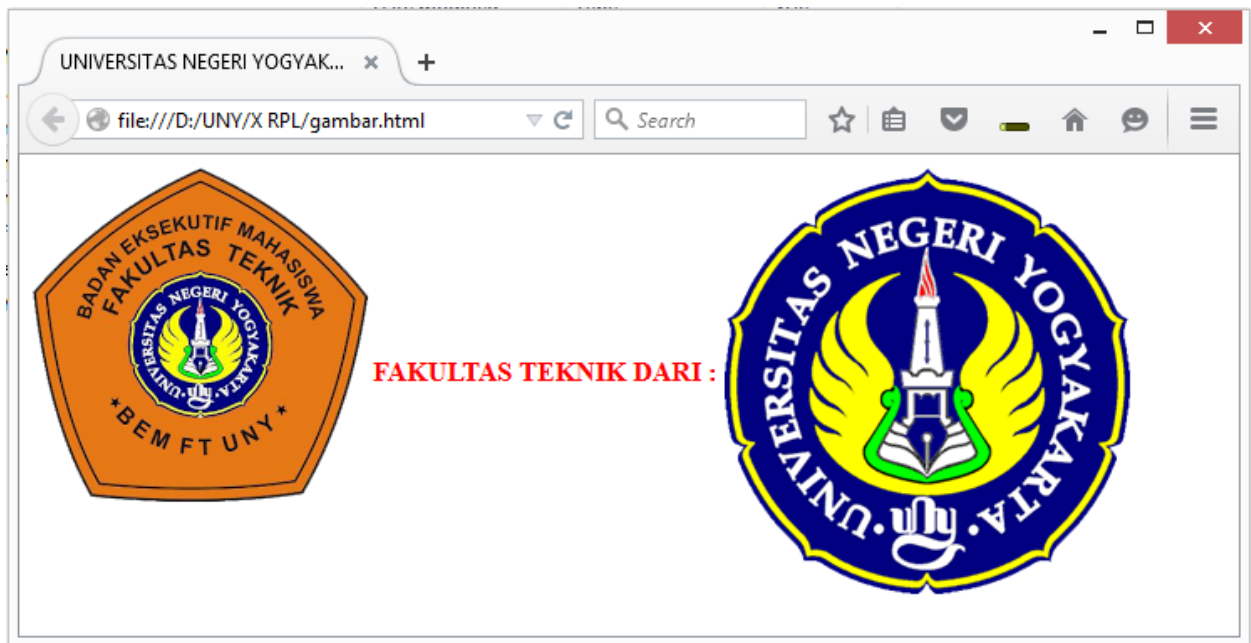 UNIVERSITAS NEGERI YOGYAK...
file:///D:/UNY/X RPL/gambar.html
Search
BADAN EKSEKUTIF MAHASISWA
FAKULTAS TEKNIK
UNIVERSITAS NEGERI YOGYAKARTA
uny
BEM FT UNY
FAKULTAS TEKNIK DARI :
UNIVERSITAS NEGERI YOGYAKARTA
uny